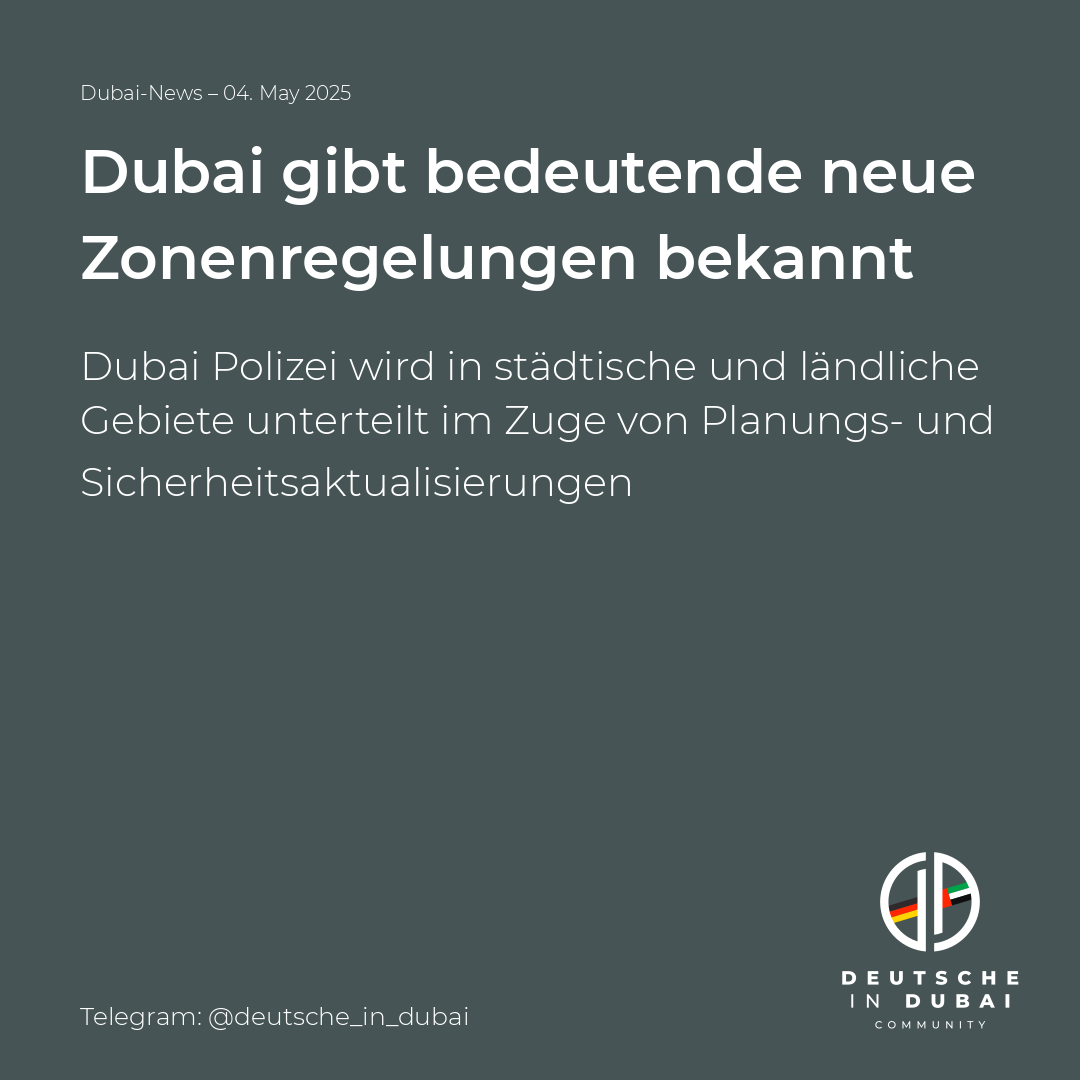 Dubai-News – 04. May 2025
Dubai gibt bedeutende neue
Zonenregelungen bekannt
Dubai Polizei wird in städtische und ländliche
Gebiete unterteilt im Zuge von Planungs- und
Sicherheitsaktualisierungen
DEUTSCHE
IN DUBAI
COMMUNITY
Telegram: @deutsche_in_dubai